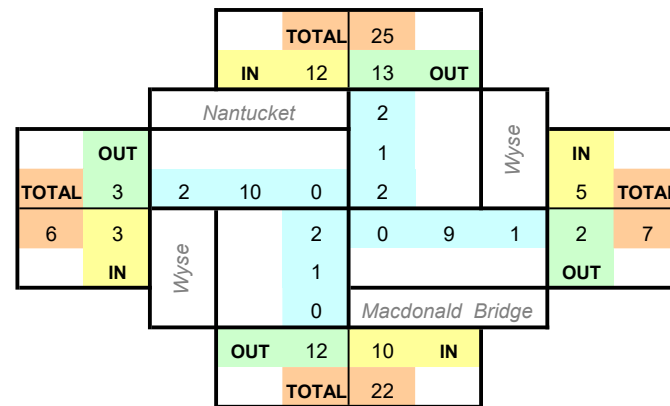 TOTAL 25
IN 12 13 OUT
Nantucket 2 Wyse
OUT 1 IN
TOTAL 3 2 10 0 2 5 TOTAL
6 3 Wyse 2 0 9 1 2 7
IN 1 OUT
0 Macdonald Bridge
OUT 12 10 IN
TOTAL 22